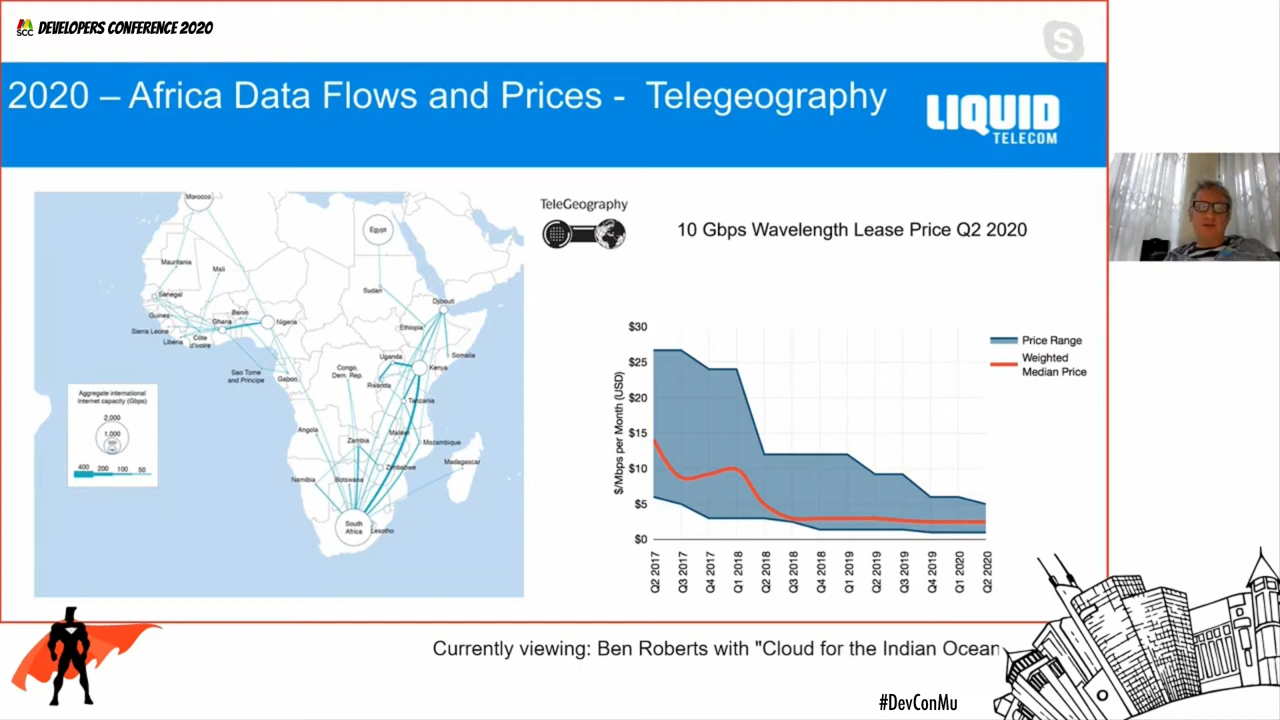 SCC DEVELOPERS CONFERENCE 2020
S
2020 – Africa Data Flows and Prices - Telegeography
LIQUID
TELECOM
Morocco
Egypt
Mauritania
Mali
Sudan
Senegal
Djibouti
Guinea
Benin
Ghana
Nigeria
Sierra Leone
Liberia
Côte
d'Ivoire
Ethiopia
Somalia
Uganda
Kenya
Sao Tome
and Principe
Gabon
Congo,
Dem. Rep.
Rwanda
Tanzania
Angola
Zambia
Malawi
Mozambique
Madagascar
Zimbabwe
Namibia
Botswana
South
Africa
Lesotho
Aggregate international
internet capacity (Gbps)
2,000
1,000
400 200 100 50
TeleGeography
10 Gbps Wavelength Lease Price Q2 2020
$/Mbps per Month (USD)
$30
$25
$20
$15
$10
$5
$0
Q2 2017
Q3 2017
Q4 2017
Q1 2018
Q2 2018
Q3 2018
Q4 2018
Q1 2019
Q2 2019
Q3 2019
Q4 2019
Q1 2020
Q2 2020
Price Range
Weighted
Median Price
Currently viewing: Ben Roberts with "Cloud for the Indian Ocean
#DevConMu